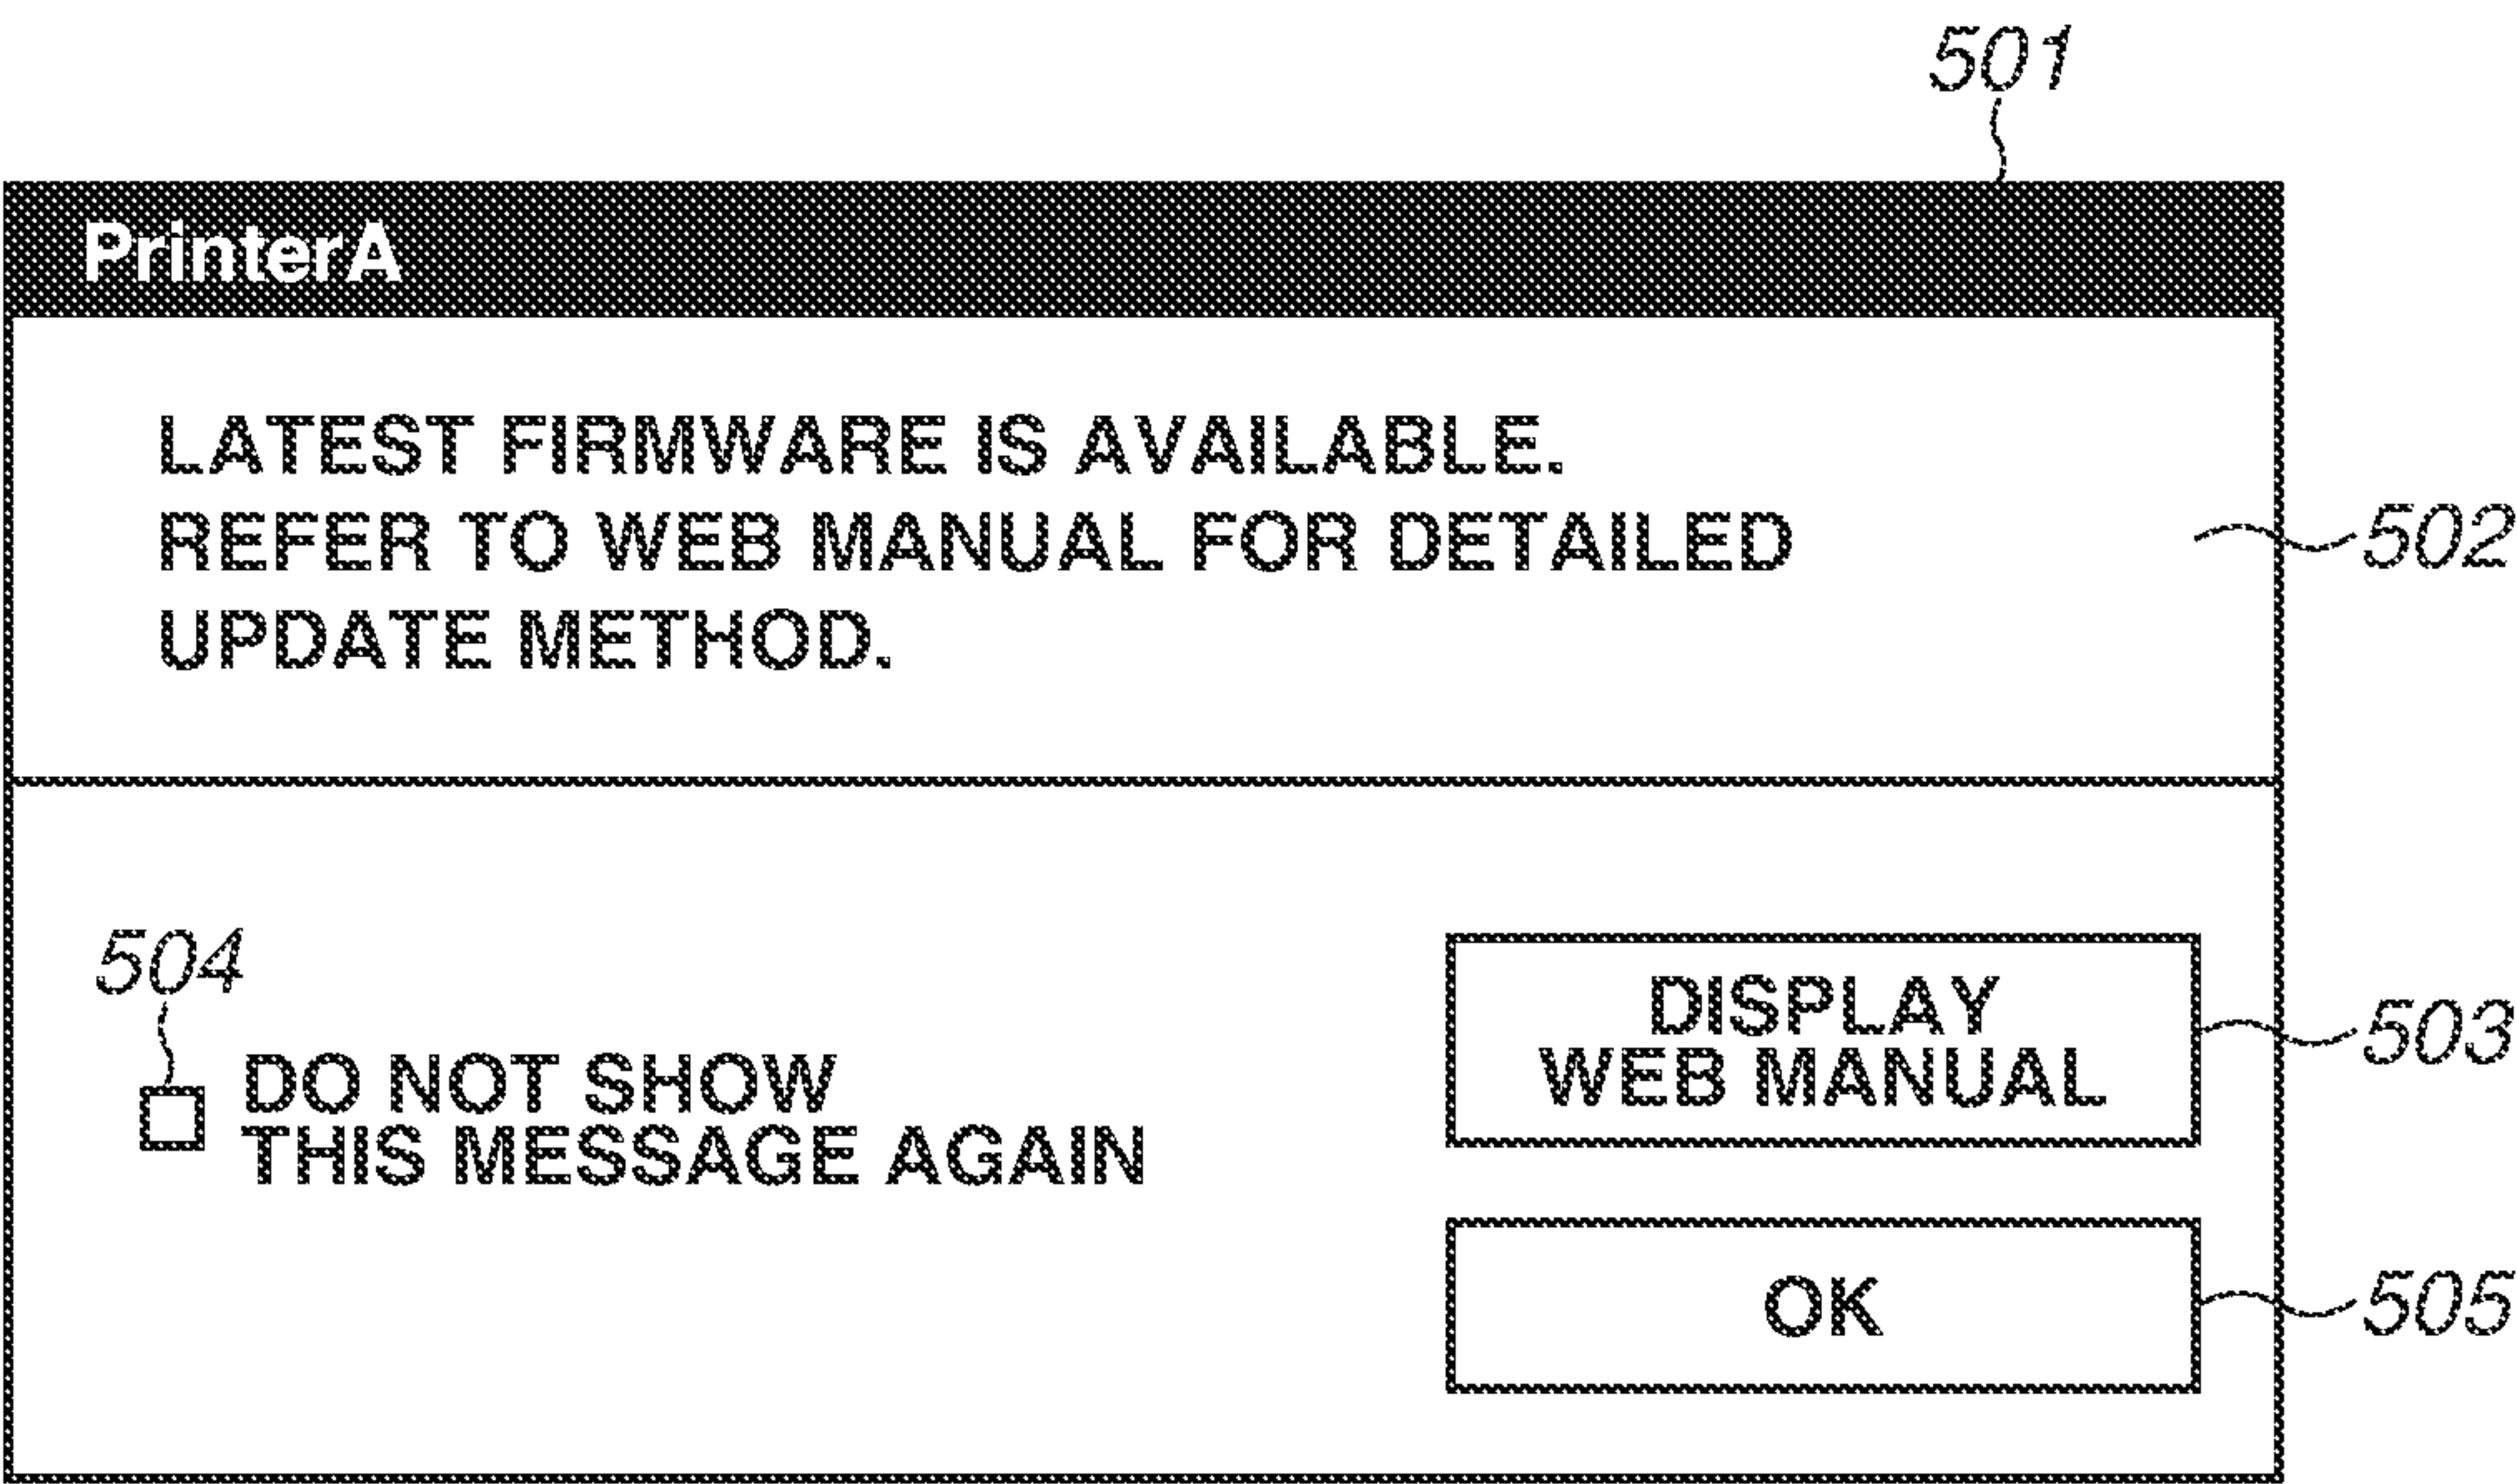 501
PrinterA
LATEST FIRMWARE IS AVAILABLE.
REFER TO WEB MANUAL FOR DETAILED
UPDATE METHOD.
502
504
DO NOT SHOW
THIS MESSAGE AGAIN
DISPLAY
WEB MANUAL
503
OK
505